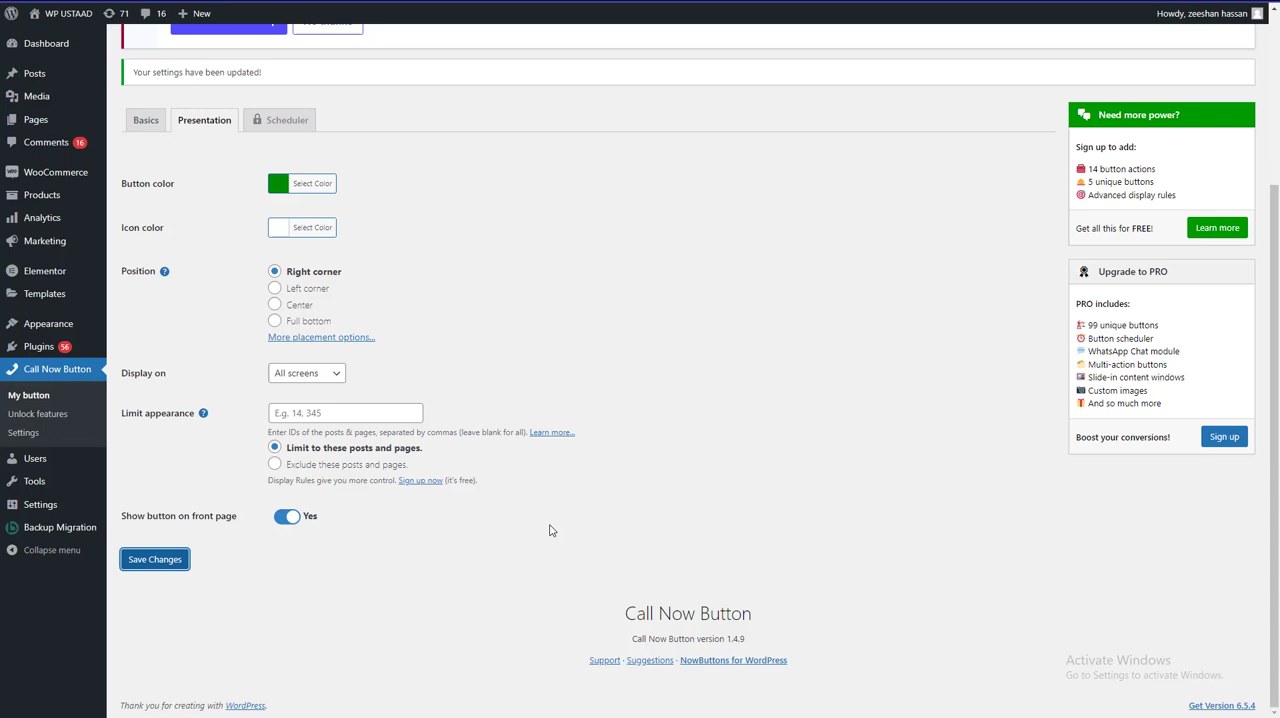 WP USTAAD 71 16 New Howdy, zeeshan hassan
Dashboard
Posts
Media
Pages
Comments 16
WooCommerce
Products
Analytics
Marketing
Elementor
Templates
Appearance
Plugins 56
Call Now Button
My button
Unlock features
Settings
Users
Tools
Settings
Backup Migration
Collapse menu
Your settings have been updated!
Basics Presentation Scheduler
Button color Select Color
Icon color Select Color
Position ? Right corner
Left corner
Center
Full bottom
More placement options...
Display on All screens
Limit appearance ? E.g. 14, 345
Enter IDs of the posts & pages, separated by commas (leave blank for all). Learn more...
Limit to these posts and pages.
Exclude these posts and pages.
Display Rules give you more control. Sign up now (it's free).
Show button on front page Yes
Save Changes
Need more power?
Sign up to add:
14 button actions
5 unique buttons
Advanced display rules
Get all this for FREE! Learn more
Upgrade to PRO
PRO includes:
99 unique buttons
Button scheduler
WhatsApp Chat module
Multi-action buttons
Slide-in content windows
Custom images
And so much more
Boost your conversions! Sign up
Call Now Button
Call Now Button version 1.4.9
Support · Suggestions · NowButtons for WordPress
Activate Windows
Go to Settings to activate Windows.
Thank you for creating with WordPress. Get Version 6.5.4